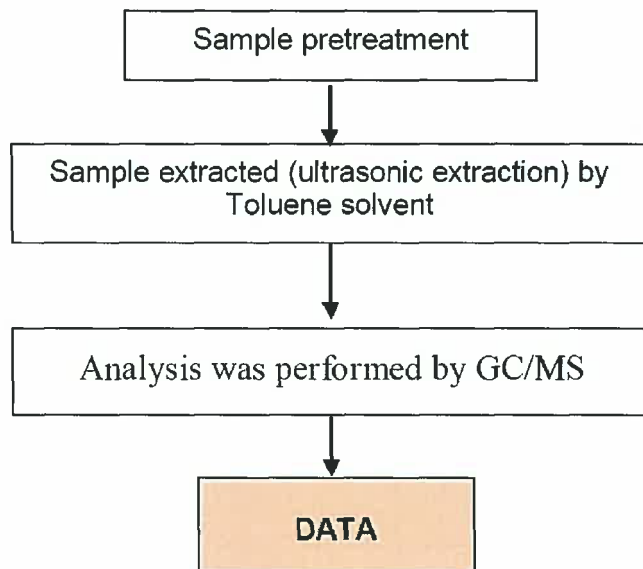 Sample pretreatment
Sample extracted (ultrasonic extraction) by
Toluene solvent
Analysis was performed by GC/MS
DATA